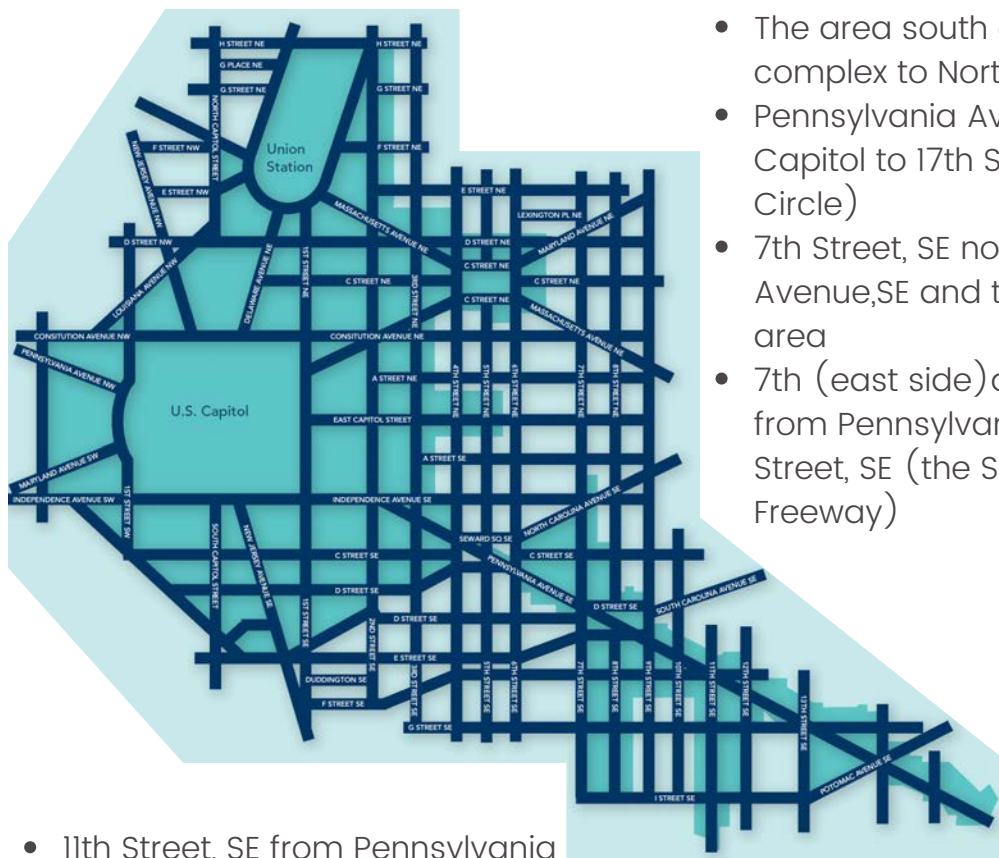 H STREET NE
H STREET NE
G PLACE NE
G STREET NE
G STREET NE
NORTH CAPITOL STREET
NEW JERSEY AVENUE NW
F STREET NW
F STREET NE
Union
Station
E STREET NW
E STREET NE
MASSACHUSETTS AVENUE NE
LEXINGTON PL NE
MARYLAND AVENUE NE
D STREET NW
D STREET NE
LOUISIANA AVENUE NW
DELAWARE AVENUE NE
1ST STREET NE
3RD STREET NE
C STREET NE
C STREET NE
C STREET NE
MASSACHUSETTS AVENUE NE
CONSITUTION AVENUE NW
CONSITUTION AVENUE NE
PENNSYLVANIA AVENUE NW
4TH STREET NE
5TH STREET NE
6TH STREET NE
7TH STREET NE
8TH STREET NE
A STREET NE
U.S. Capitol
EAST CAPITOL STREET
A STREET SE
MARYLAND AVENUE SW
INDEPENDENCE AVENUE SW
INDEPENDENCE AVENUE SE
1ST STREET SW
SOUTH CAPITOL STREET
NEW JERSEY AVENUE SE
NORTH CAROLINA AVENUE SE
SEWARD SQ SE
PENNSYLVANIA AVENUE SE
C STREET SE
C STREET SE
D STREET SE
D STREET SE
D STREET SE
SOUTH CAROLINA AVENUE SE
1ST STREET SE
2ND STREET SE
3RD STREET SE
E STREET SE
5TH STREET SE
6TH STREET SE
7TH STREET SE
8TH STREET SE
9TH STREET SE
10TH STREET SE
11TH STREET SE
12TH STREET SE
13TH STREET SE
DUDDINGTON SE
F STREET SE
G STREET SE
I STREET SE
POTOMAC AVENUE SE
• The area south
complex to Nort
• Pennsylvania Av
Capitol to 17th S
Circle)
• 7th Street, SE no
Avenue,SE and t
area
• 7th (east side)
from Pennsylvan
Street, SE (the S
Freeway)
• 11th Street, SE from Pennsylvania